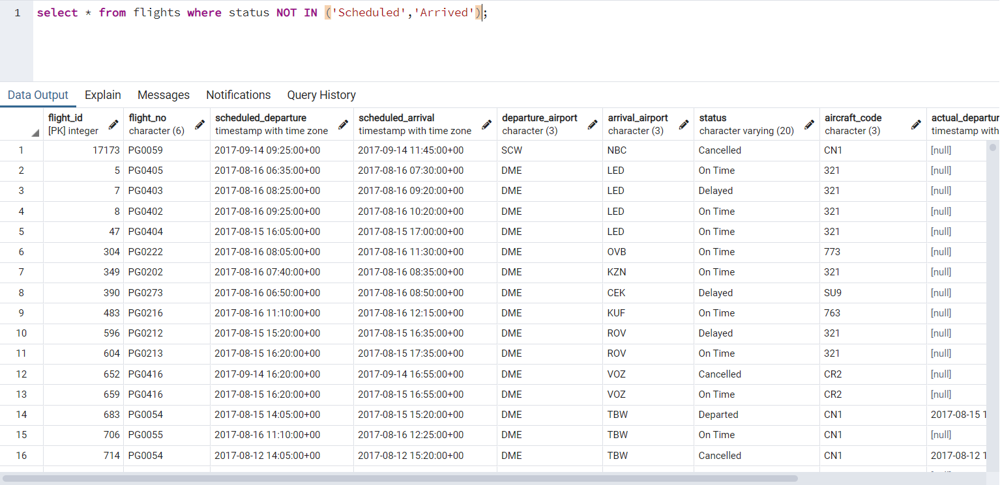 1 select * from flights where status NOT IN ('Scheduled','Arrived');
Data Output Explain Messages Notifications Query History
flight_id flight_no scheduled_departure scheduled_arrival departure_airport arrival_airport status aircraft_code actual_departur
[PK] integer character (6) timestamp with time zone timestamp with time zone character (3) character (3) character varying (20) character (3) timestamp with
1 17173 PG0059 2017-09-14 09:25:00+00 2017-09-14 11:45:00+00 SCW NBC Cancelled CN1 [null]
2 5 PG0405 2017-08-16 06:35:00+00 2017-08-16 07:30:00+00 DME LED On Time 321 [null]
3 7 PG0403 2017-08-16 08:25:00+00 2017-08-16 09:20:00+00 DME LED Delayed 321 [null]
4 8 PG0402 2017-08-16 09:25:00+00 2017-08-16 10:20:00+00 DME LED On Time 321 [null]
5 47 PG0404 2017-08-15 16:05:00+00 2017-08-15 17:00:00+00 DME LED On Time 321 [null]
6 304 PG0222 2017-08-16 08:05:00+00 2017-08-16 11:30:00+00 DME OVB On Time 773 [null]
7 349 PG0202 2017-08-16 07:40:00+00 2017-08-16 08:35:00+00 DME KZN On Time 321 [null]
8 390 PG0273 2017-08-16 06:50:00+00 2017-08-16 08:50:00+00 DME CEK Delayed SU9 [null]
9 483 PG0216 2017-08-16 11:10:00+00 2017-08-16 12:15:00+00 DME KUF On Time 763 [null]
10 596 PG0212 2017-08-15 15:20:00+00 2017-08-15 16:35:00+00 DME ROV Delayed 321 [null]
11 604 PG0213 2017-08-15 16:20:00+00 2017-08-15 17:35:00+00 DME ROV On Time 321 [null]
12 652 PG0416 2017-09-14 16:20:00+00 2017-09-14 16:55:00+00 DME VOZ Cancelled CR2 [null]
13 659 PG0416 2017-08-15 16:20:00+00 2017-08-15 16:55:00+00 DME VOZ On Time CR2 [null]
14 683 PG0054 2017-08-15 14:05:00+00 2017-08-15 15:20:00+00 DME TBW Departed CN1 2017-08-15 1
15 706 PG0055 2017-08-16 11:10:00+00 2017-08-16 12:25:00+00 DME TBW On Time CN1 [null]
16 714 PG0054 2017-08-12 14:05:00+00 2017-08-12 15:20:00+00 DME TBW Cancelled CN1 2017-08-12 1